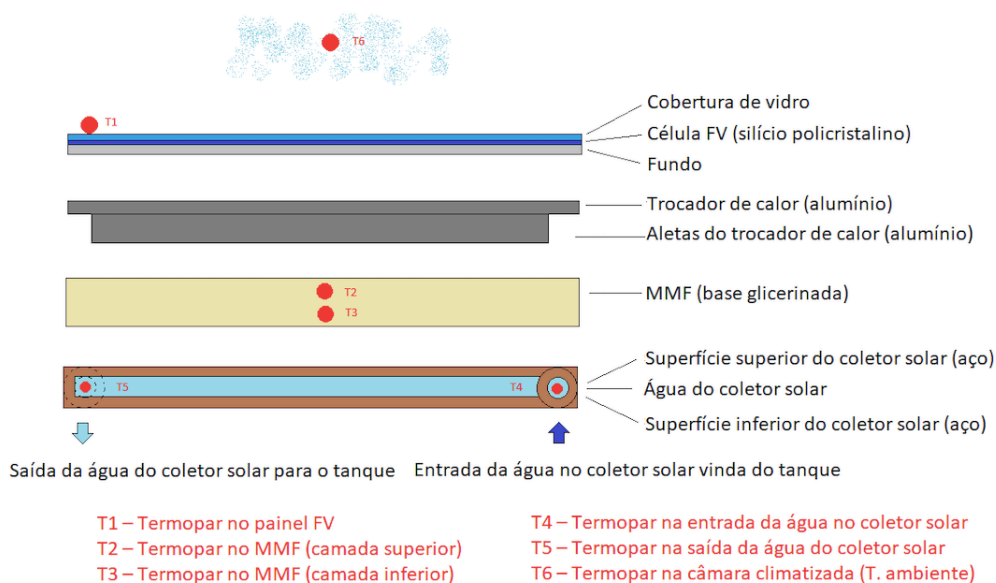 T6
T1
Cobertura de vidro
Célula FV (silício policristalino)
Fundo
Trocador de calor (alumínio)
Aletas do trocador de calor (alumínio)
T2
T3
MMF (base glicerinada)
T5
T4
Superfície superior do coletor solar (aço)
Água do coletor solar
Superfície inferior do coletor solar (aço)
Saída da água do coletor solar para o tanque
Entrada da água no coletor solar vinda do tanque
T1 – Termopar no painel FV
T2 – Termopar no MMF (camada superior)
T3 – Termopar no MMF (camada inferior)
T4 – Termopar na entrada da água no coletor solar
T5 – Termopar na saída da água do coletor solar
T6 – Termopar na câmara climatizada (T. ambiente)